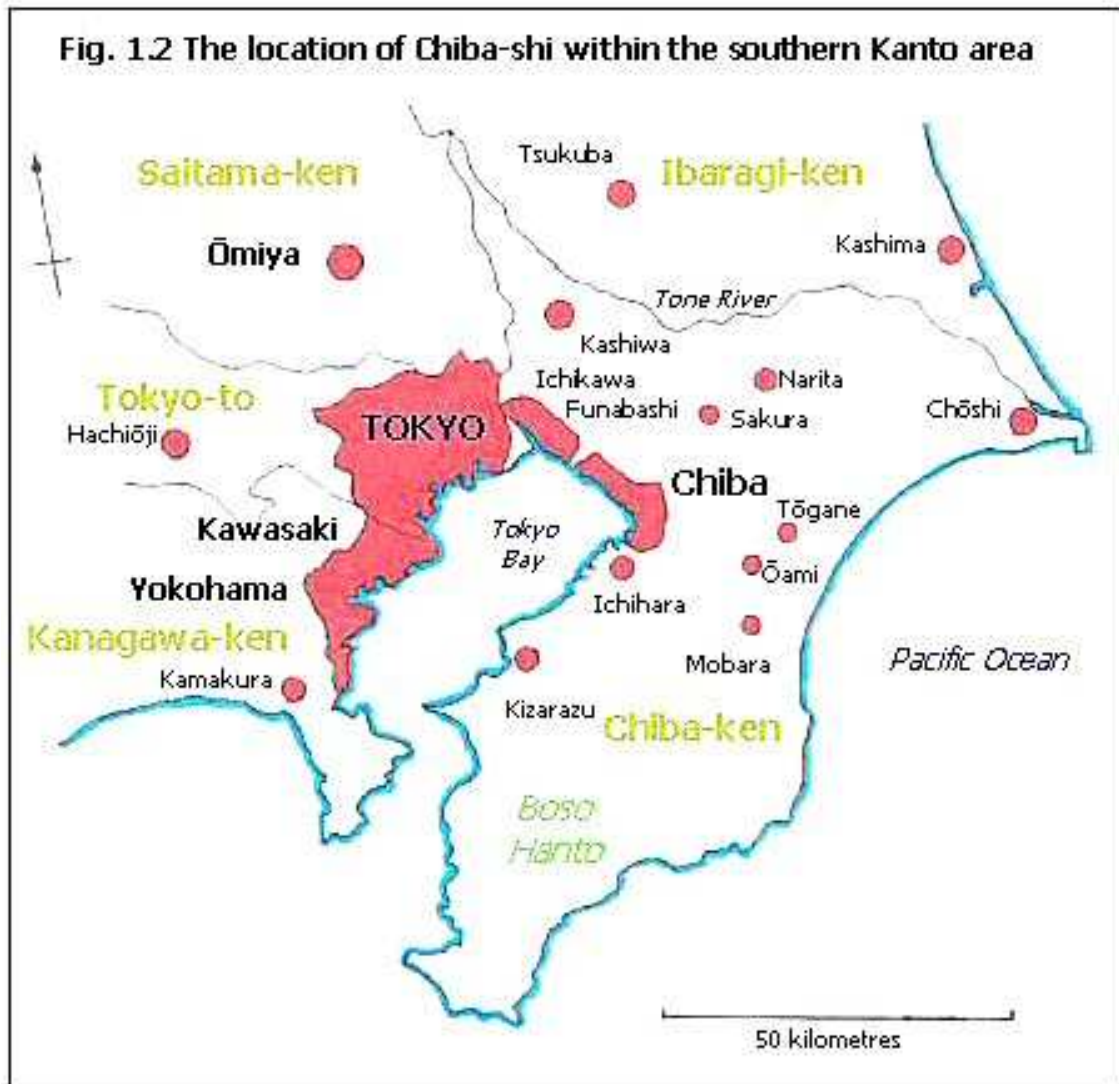 Fig. 1.2 The location of Chiba-shi within the southern Kanto area
Saitama-ken
Tsukuba
Ibaragi-ken
Ōmiya
Kashima
Tone River
Kashiwa
Tokyo-to
Hachiōji
TOKYO
Ichikawa
Funabashi
Narita
Sakura
Chōshi
Chiba
Kawasaki
Tokyo
Bay
Tōgane
Ōami
Yokohama
Ichihara
Kanagawa-ken
Kamakura
Mobara
Pacific Ocean
Kizarazu
Chiba-ken
Boso
Hanto
50 kilometres